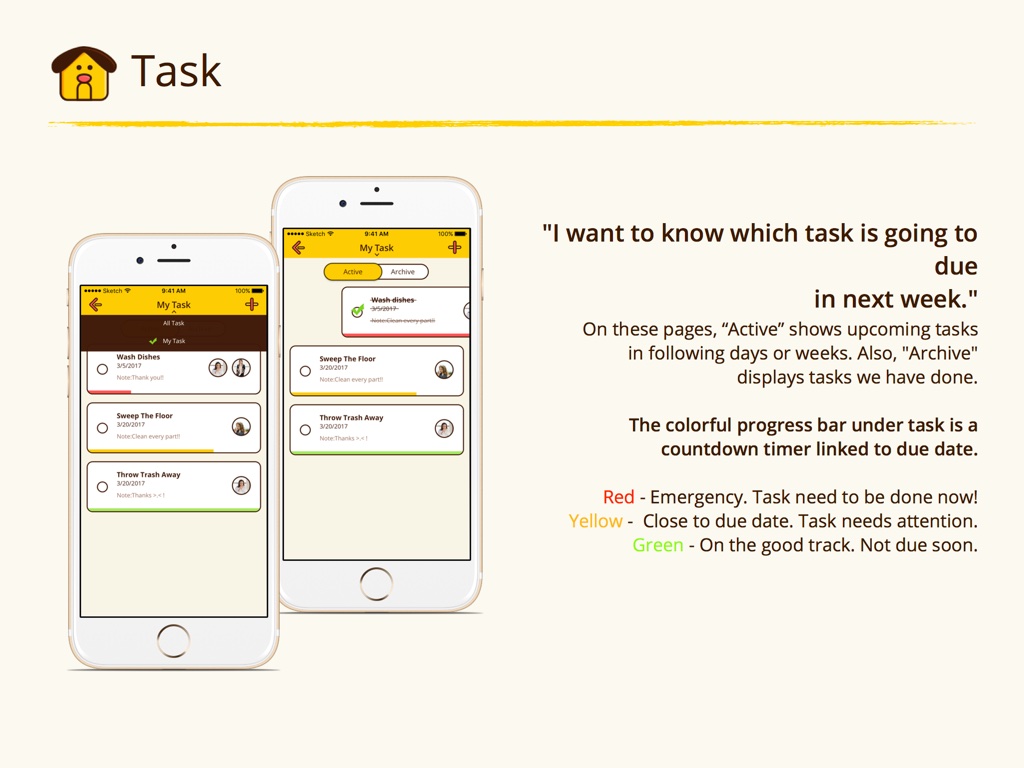 Task
Sketch 9:41 AM 100%
My Task
All Task
My Task
Wash Dishes
3/5/2017
Note:Thank you!!
Sweep The Floor
3/20/2017
Note:Clean every part!!
Throw Trash Away
3/20/2017
Note:Thanks >.< !
Sketch 9:41 AM 100%
My Task
Active Archive
Wash dishes
3/5/2017
Note:Clean every part!!
Sweep The Floor
3/20/2017
Note:Clean every part!!
Throw Trash Away
3/20/2017
Note:Thanks >.< !
"I want to know which task is going to
due
in next week."
On these pages, “Active” shows upcoming tasks
in following days or weeks. Also, "Archive"
displays tasks we have done.
The colorful progress bar under task is a
countdown timer linked to due date.
Red - Emergency. Task need to be done now!
Yellow -  Close to due date. Task needs attention.
Green - On the good track. Not due soon.